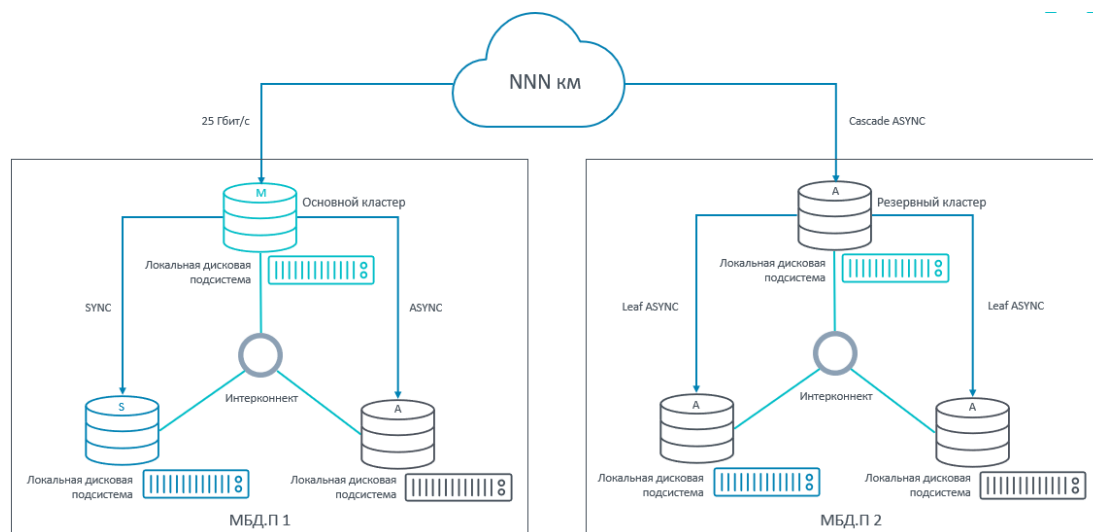 NNN км
25 Гбит/с
Cascade ASYNC
М
Основной кластер
Локальная дисковая
подсистема
SYNC
ASYNC
Интерконнект
S
A
Локальная дисковая
подсистема
Локальная дисковая
подсистема
МБД.П 1
A
Резервный кластер
Локальная дисковая
подсистема
Leaf ASYNC
Leaf ASYNC
Интерконнект
A
A
Локальная дисковая
подсистема
Локальная дисковая
подсистема
МБД.П 2